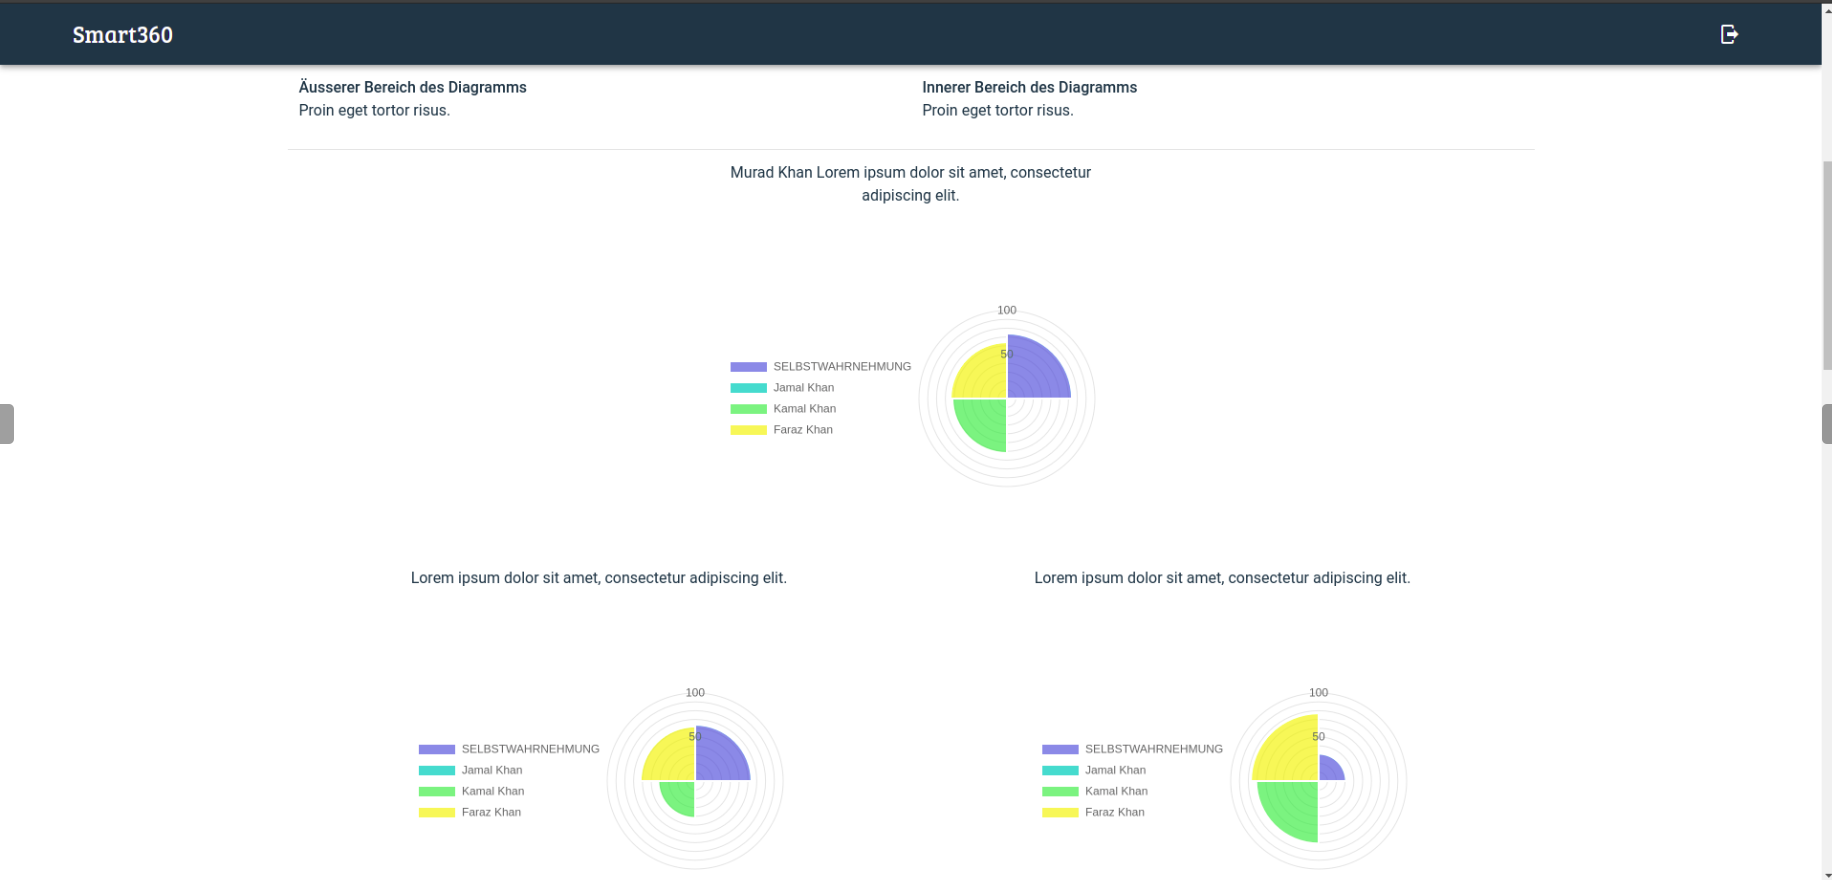 Smart360
Äusserer Bereich des Diagramms
Proin eget tortor risus.
Innerer Bereich des Diagramms
Proin eget tortor risus.
Murad Khan Lorem ipsum dolor sit amet, consectetur
adipiscing elit.
SELBSTWAHRNEHMUNG
Jamal Khan
Kamal Khan
Faraz Khan
100
50
Lorem ipsum dolor sit amet, consectetur adipiscing elit.
SELBSTWAHRNEHMUNG
Jamal Khan
Kamal Khan
Faraz Khan
100
50
Lorem ipsum dolor sit amet, consectetur adipiscing elit.
SELBSTWAHRNEHMUNG
Jamal Khan
Kamal Khan
Faraz Khan
100
50